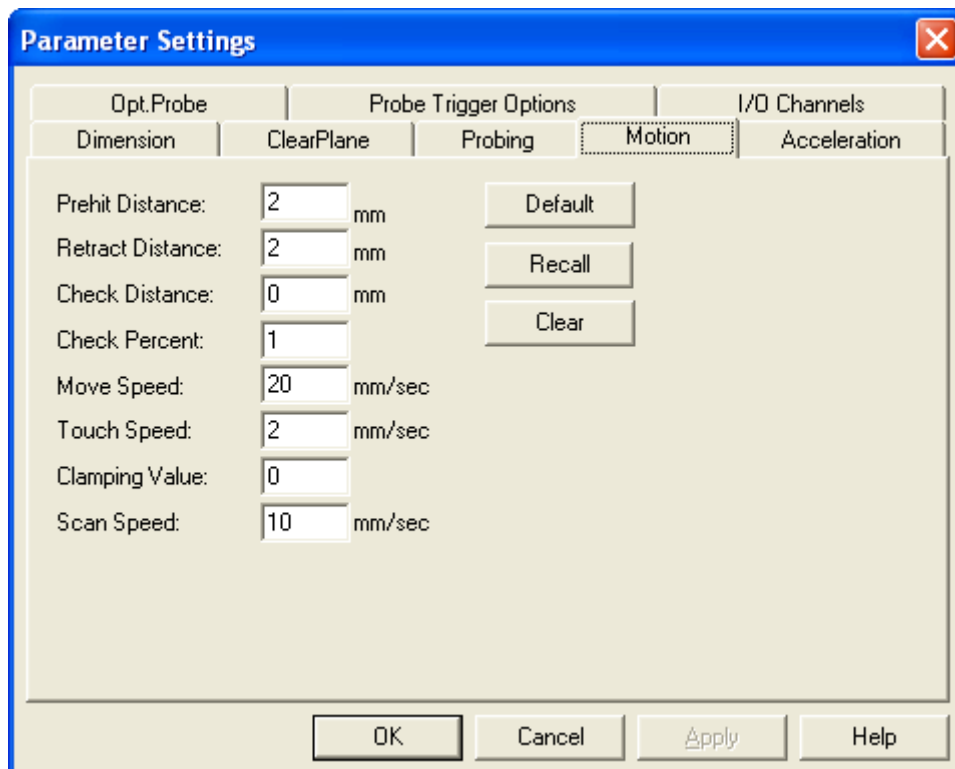 Parameter Settings
Opt.Probe Probe Trigger Options I/O Channels
Dimension ClearPlane Probing Motion Acceleration
Prehit Distance: 2 mm Default
Retract Distance: 2 mm Recall
Check Distance: 0 mm Clear
Check Percent: 1
Move Speed: 20 mm/sec
Touch Speed: 2 mm/sec
Clamping Value: 0
Scan Speed: 10 mm/sec
OK Cancel Apply Help